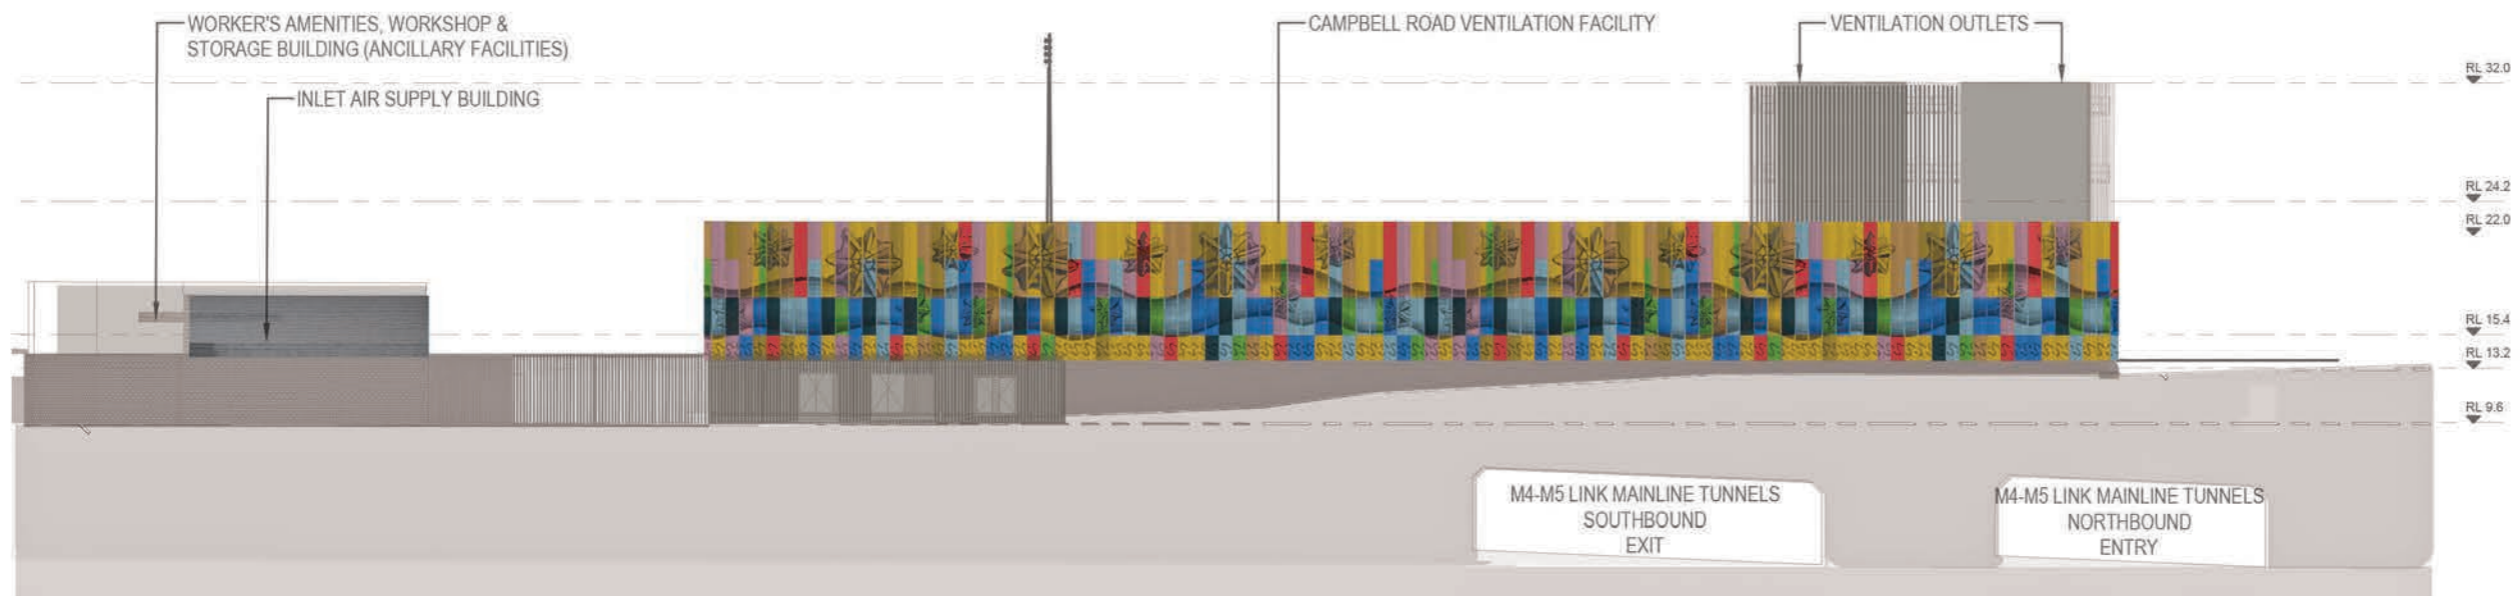 WORKER'S AMENITIES, WORKSHOP &
STORAGE BUILDING (ANCILLARY FACILITIES)
INLET AIR SUPPLY BUILDING
CAMPBELL ROAD VENTILATION FACILITY
VENTILATION OUTLETS
RL 32.0
RL 24.2
RL 22.0
RL 15.4
RL 13.2
RL 9.6
M4-M5 LINK MAINLINE TUNNELS
SOUTHBOUND
EXIT
M4-M5 LINK MAINLINE TUNNELS
NORTHBOUND
ENTRY